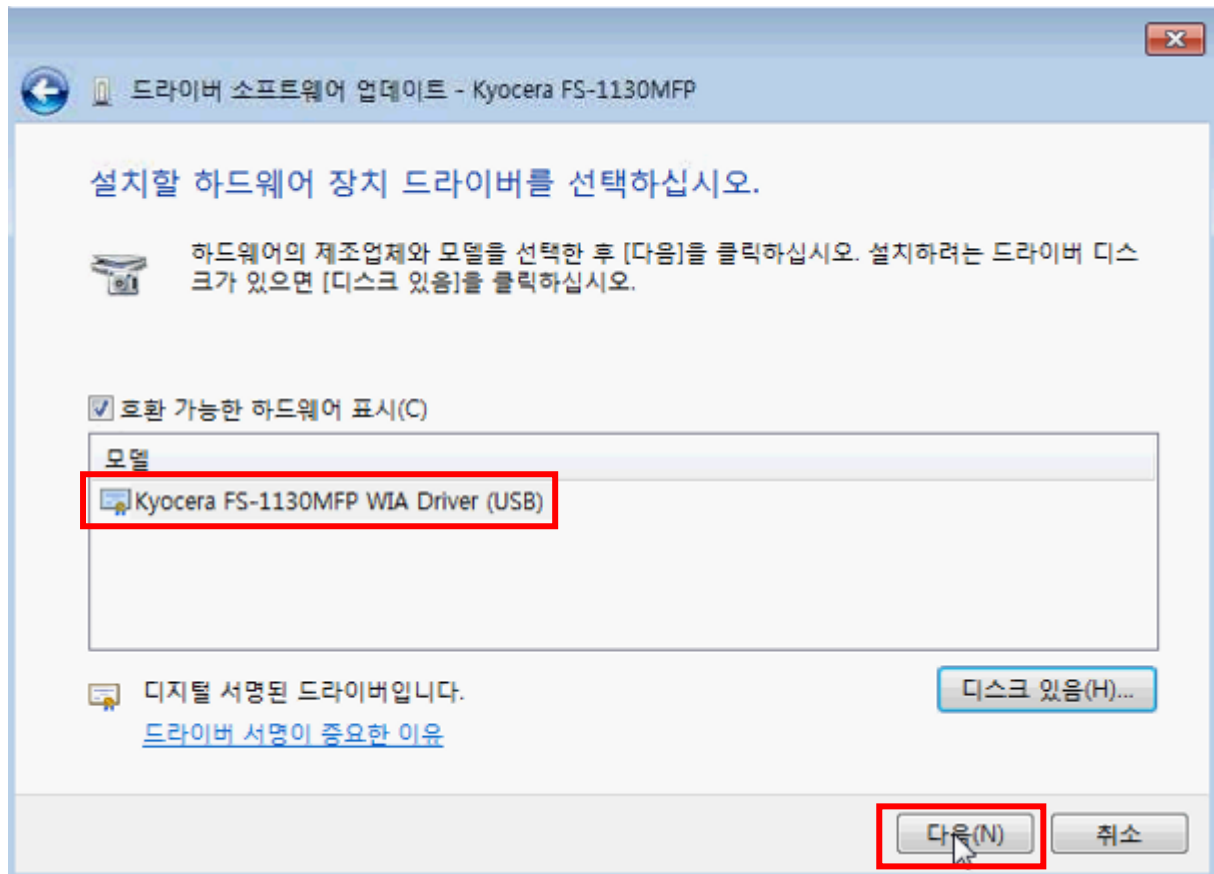 드라이버 소프트웨어 업데이트 - Kyocera FS-1130MFP
설치할 하드웨어 장치 드라이버를 선택하십시오.
하드웨어의 제조업체와 모델을 선택한 후 [다음]을 클릭하십시오. 설치하려는 드라이버 디스
크가 있으면 [디스크 있음]을 클릭하십시오.
호환 가능한 하드웨어 표시(C)
모델
Kyocera FS-1130MFP WIA Driver (USB)
디지털 서명된 드라이버입니다.
디스크 있음(H)...
드라이버 서명이 중요한 이유
다음(N)
취소